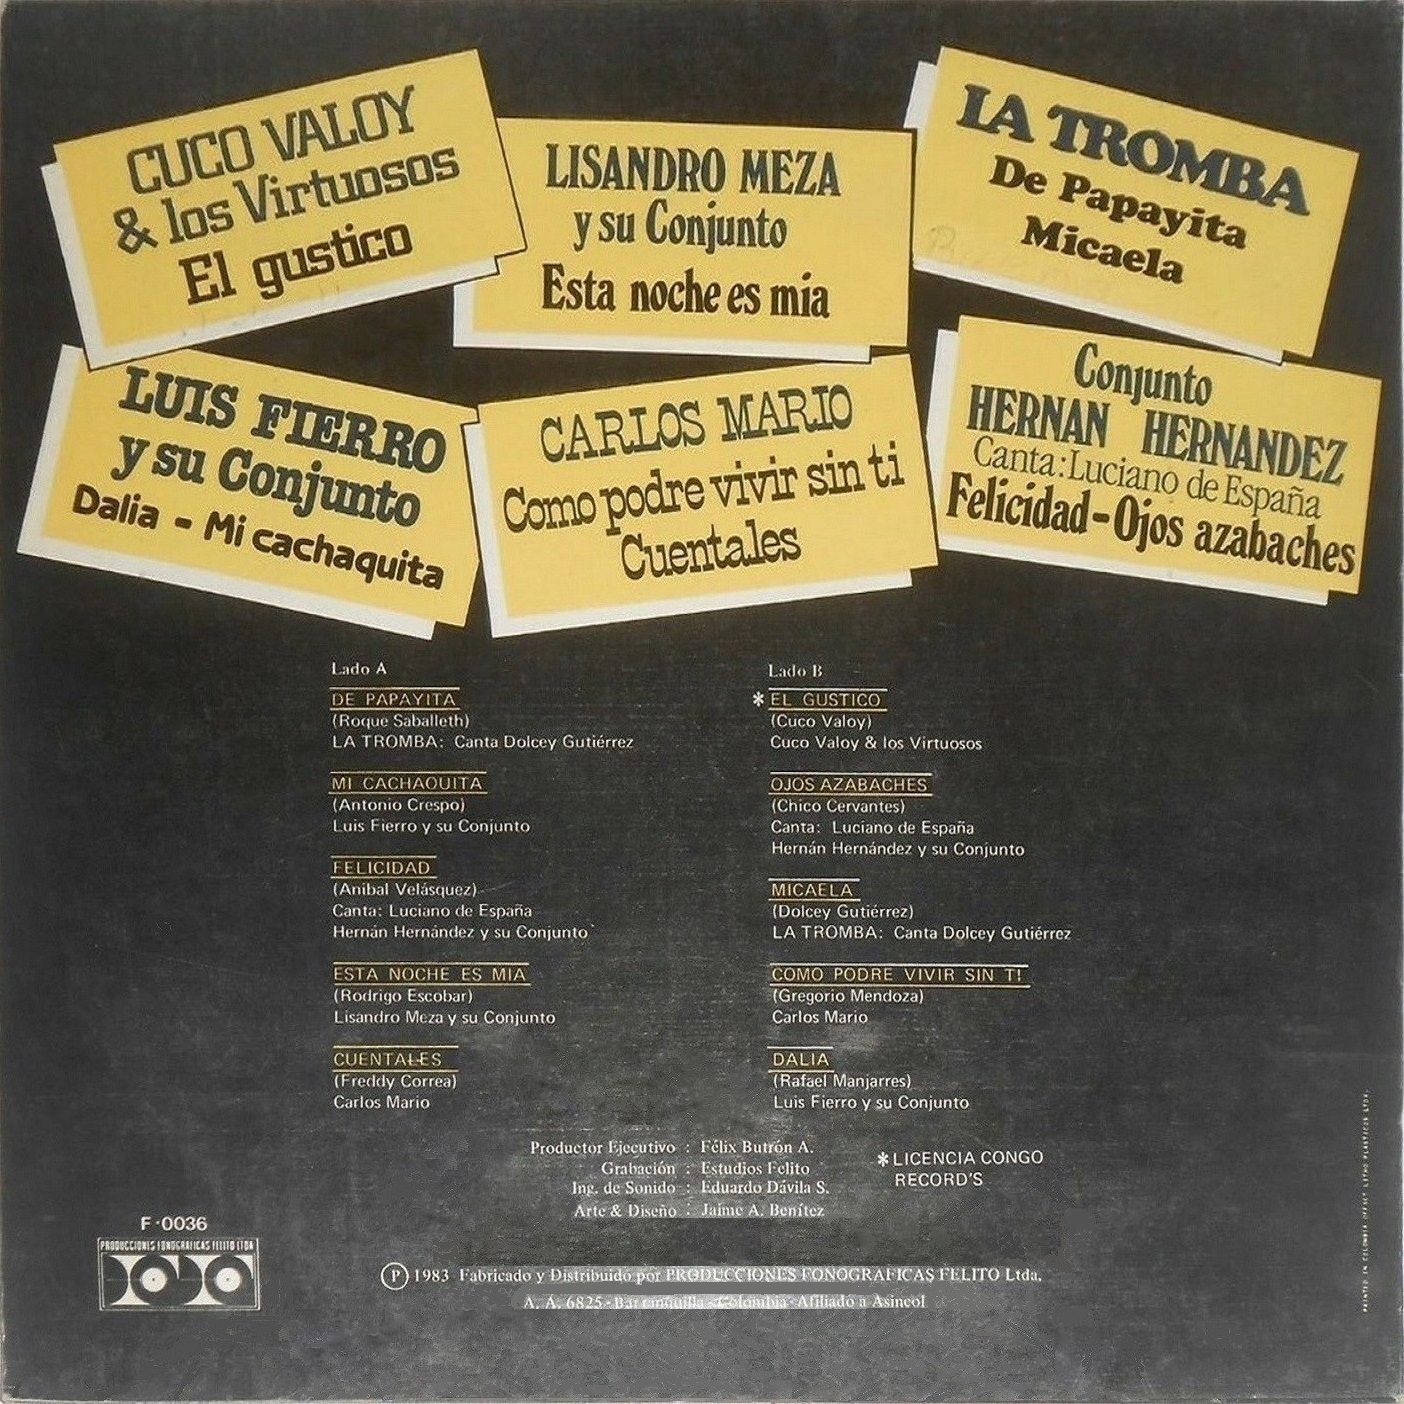 CUCO VALOY
& los Virtuosos
El gustico
LISANDRO MEZA
y su Conjunto
Esta noche es mia
LA TROMBA
De Papayita
Micaela
LUIS FIERRO
y su Conjunto
Dalia - Mi cachaquita
CARLOS MARIO
Como podre vivir sin ti
Cuentales
Conjunto
HERNAN HERNANDEZ
Canta: Luciano de España
Felicidad - Ojos azabaches
Lado A
DE PAPAYITA
(Roque Saballeth)
LA TROMBA: Canta Dolcey Gutiérrez
MI CACHAQUITA
(Antonio Crespo)
Luis Fierro y su Conjunto
FELICIDAD
(Anibal Velásquez)
Canta: Luciano de España
Hernán Hernández y su Conjunto
ESTA NOCHE ES MIA
(Rodrigo Escobar)
Lisandro Meza y su Conjunto
CUENTALES
(Freddy Correa)
Carlos Mario
Lado B
* EL GUSTICO
(Cuco Valoy)
Cuco Valoy & los Virtuosos
OJOS AZABACHES
(Chico Cervantes)
Canta: Luciano de España
Hernán Hernández y su Conjunto
MICAELA
(Dolcey Gutiérrez)
LA TROMBA: Canta Dolcey Gutiérrez
COMO PODRE VIVIR SIN TI
(Gregorio Mendoza)
Carlos Mario
DALIA
(Rafael Manjarres)
Luis Fierro y su Conjunto
Productor Ejecutivo : Félix Butrón A.
Grabación : Estudios Felito
Ing. de Sonido : Eduardo Dávila S.
Arte & Diseño : Jaime A. Benítez
* LICENCIA CONGO
RECORD'S
F-0036
PRODUCCIONES FONOGRAFICAS FELITO LTDA
Ⓟ 1983 Fabricado y Distribuido por PRODUCCIONES FONOGRAFICAS FELITO Ltda.
A. A. 6825 - Barranquilla - Colombia - Afiliado a Asincol
PRINTED IN COLOMBIA OFFSET LITHO PLASTICOS LTDA.